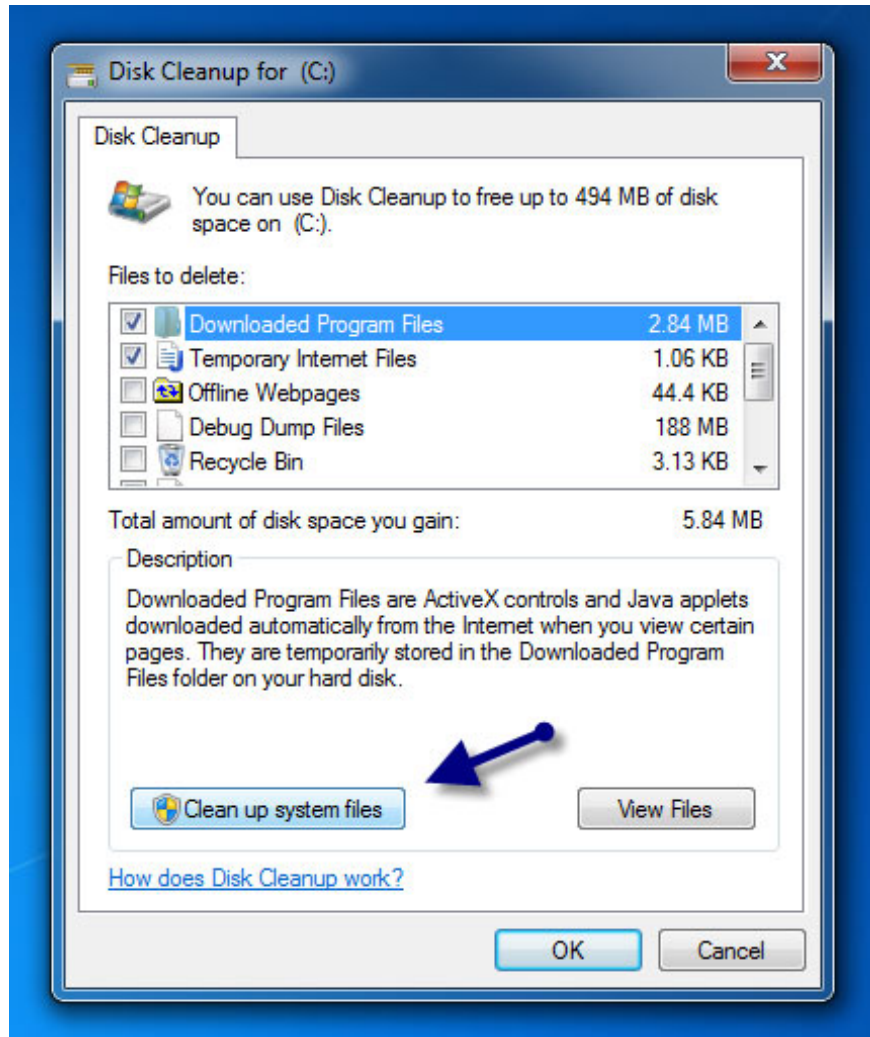 Disk Cleanup for (C:)
Disk Cleanup
You can use Disk Cleanup to free up to 494 MB of disk
space on (C:).
Files to delete:
Downloaded Program Files 2.84 MB
Temporary Internet Files 1.06 KB
Offline Webpages 44.4 KB
Debug Dump Files 188 MB
Recycle Bin 3.13 KB
Total amount of disk space you gain: 5.84 MB
Description
Downloaded Program Files are ActiveX controls and Java applets
downloaded automatically from the Internet when you view certain
pages. They are temporarily stored in the Downloaded Program
Files folder on your hard disk.
Clean up system files View Files
How does Disk Cleanup work?
OK Cancel